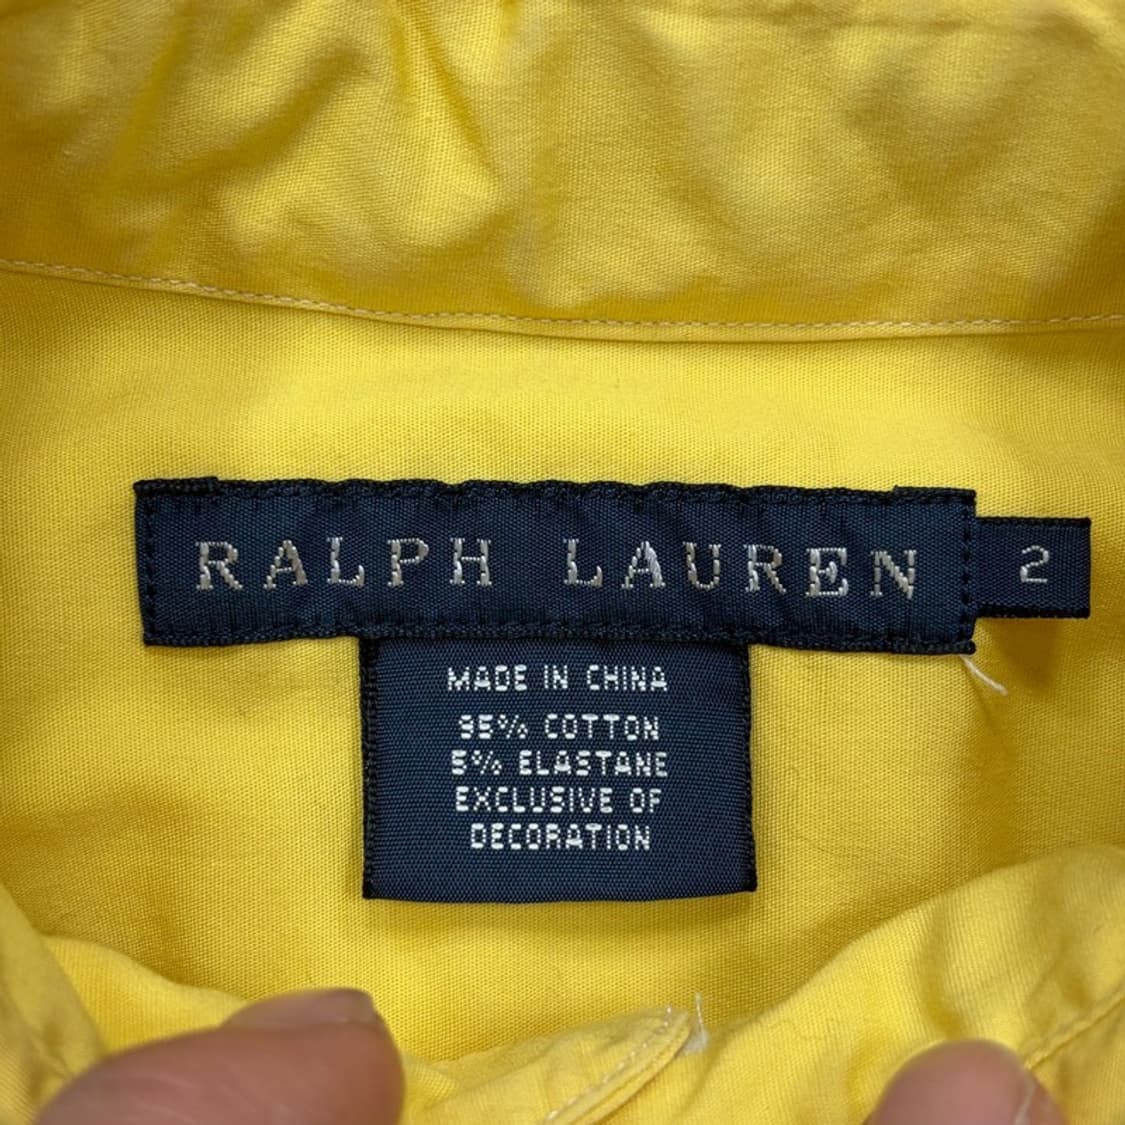 RALPH LAUREN
2
MADE IN CHINA
95% COTTON
5% ELASTANE
EXCLUSIVE OF
DECORATION